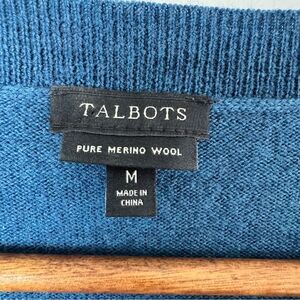 TALBOTS
PURE MERINO WOOL
M
MADE IN
CHINA